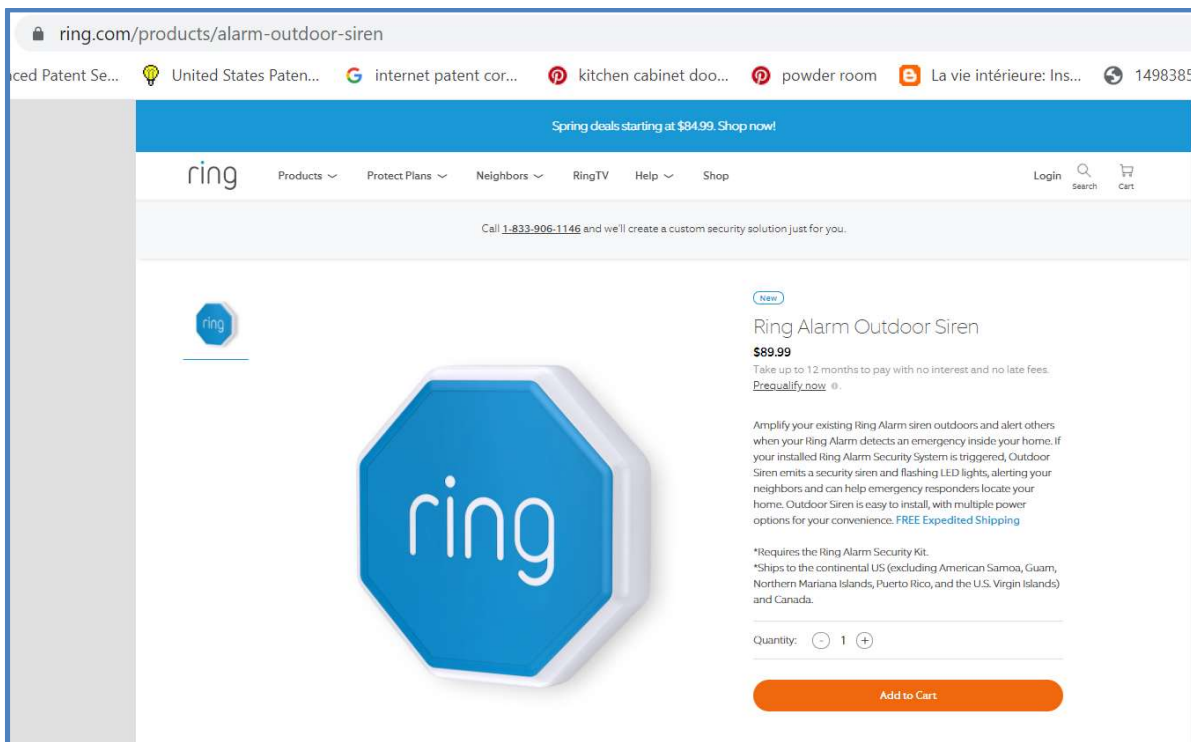 ring.com/products/alarm-outdoor-siren
ced Patent Se... United States Paten... internet patent cor... kitchen cabinet doo... powder room La vie intérieure: Ins... 1498385
Spring deals starting at $84.99. Shop now!
ring Products Protect Plans Neighbors RingTV Help Shop Login Search Cart
Call 1-833-906-1146 and we'll create a custom security solution just for you.
ring
New
Ring Alarm Outdoor Siren
$89.99
Take up to 12 months to pay with no interest and no late fees.
Prequalify now
Amplify your existing Ring Alarm siren outdoors and alert others
when your Ring Alarm detects an emergency inside your home. If
your installed Ring Alarm Security System is triggered, Outdoor
Siren emits a security siren and flashing LED lights, alerting your
neighbors and can help emergency responders locate your
home. Outdoor Siren is easy to install, with multiple power
options for your convenience. FREE Expedited Shipping
*Requires the Ring Alarm Security Kit.
*Ships to the continental US (excluding American Samoa, Guam,
Northern Mariana Islands, Puerto Rico, and the U.S. Virgin Islands)
and Canada.
ring
Quantity: - 1 +
Add to Cart